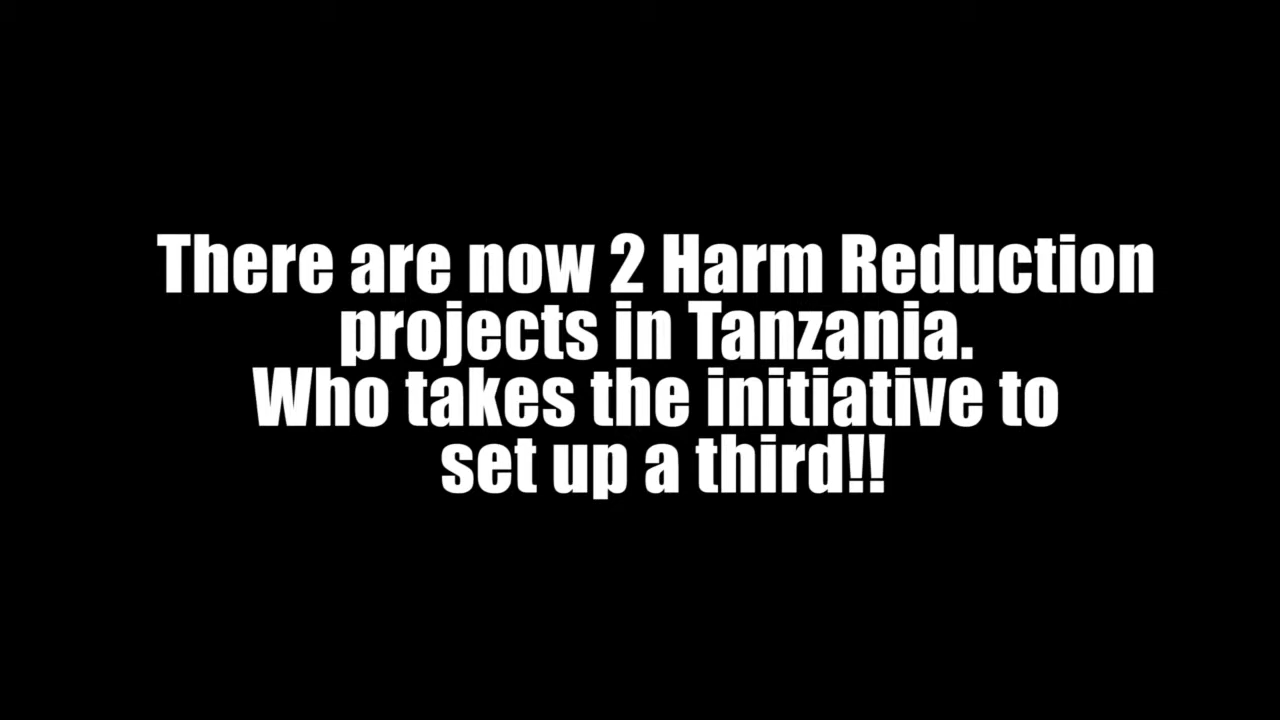 There are now 2 Harm Reduction
projects in Tanzania.
Who takes the initiative to
set up a third!!